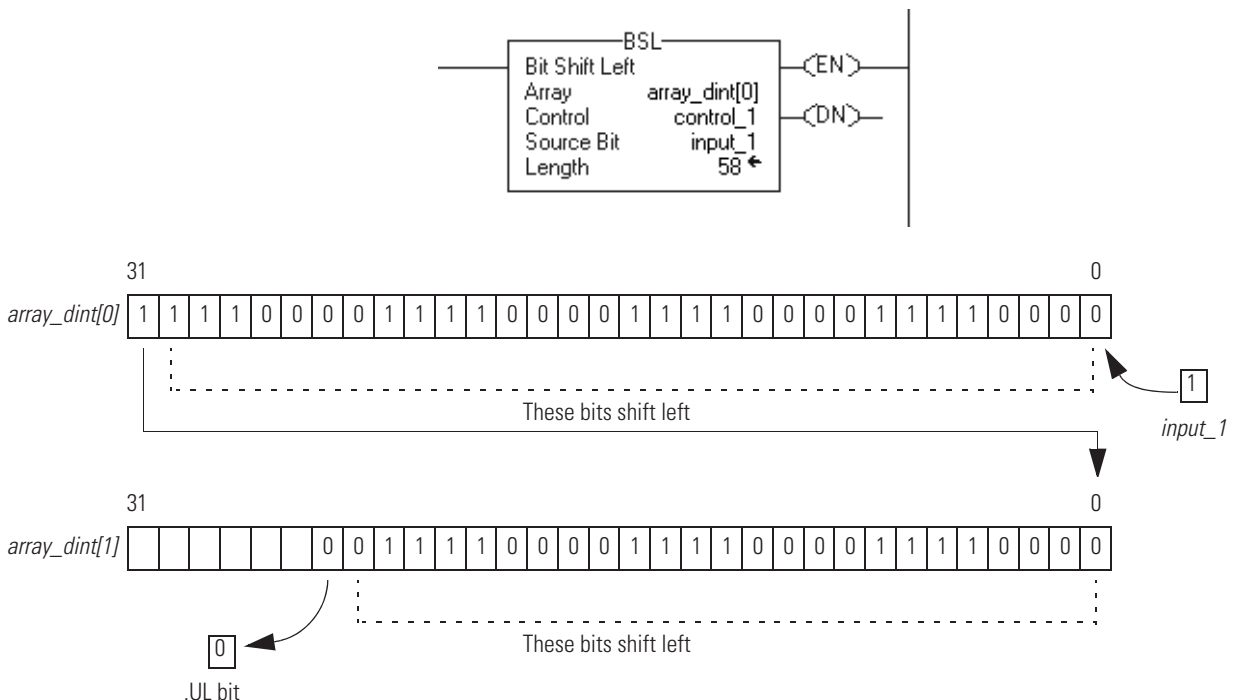 BSL
Bit Shift Left
EN
Array array_dint[0]
Control control_1
DN
Source Bit input_1
Length 58
31 0
array_dint[0] 1 1 1 1 0 0 0 0 1 1 1 1 0 0 0 0 1 1 1 1 0 0 0 0 1 1 1 1 0 0 0 0
These bits shift left
1
input_1
31 0
array_dint[1] 0 0 1 1 1 1 0 0 0 0 1 1 1 1 0 0 0 0 1 1 1 1 0 0 0 0
These bits shift left
0
.UL bit